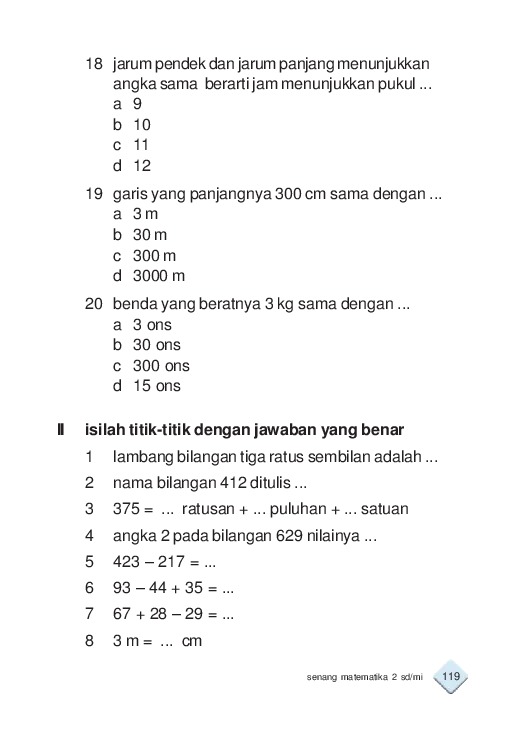 18 jarum pendek dan jarum panjang menunjukkan
angka sama berarti jam menunjukkan pukul ...
a 9
b 10
c 11
d 12
19 garis yang panjangnya 300 cm sama dengan ...
a 3 m
b 30 m
c 300 m
d 3000 m
20 benda yang beratnya 3 kg sama dengan ...
a 3 ons
b 30 ons
c 300 ons
d 15 ons
II isilah titik-titik dengan jawaban yang benar
1 lambang bilangan tiga ratus sembilan adalah ...
2 nama bilangan 412 ditulis ...
3 375 = ... ratusan + ... puluhan + ... satuan
4 angka 2 pada bilangan 629 nilainya ...
5 423 – 217 = ...
6 93 – 44 + 35 = ...
7 67 + 28 – 29 = ...
8 3 m = ... cm
senang matematika 2 sd/mi 119